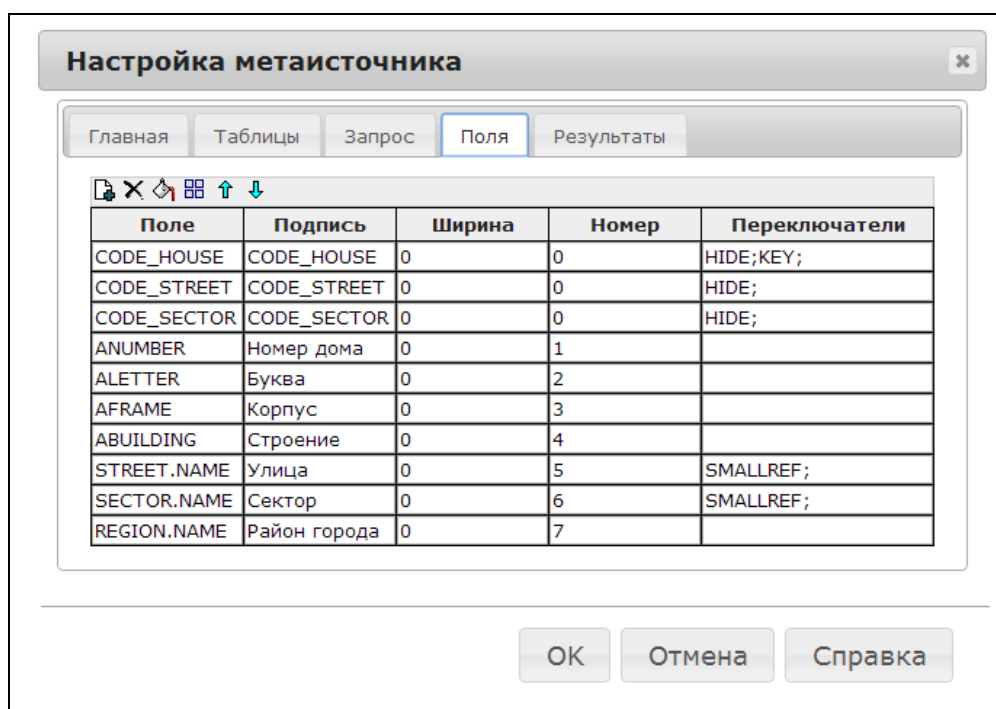 Настройка метаисточника
Главная Таблицы Запрос Поля Результаты
Поле Подпись Ширина Номер Переключатели
CODE_HOUSE CODE_HOUSE 0 0 HIDE;KEY;
CODE_STREET CODE_STREET 0 0 HIDE;
CODE_SECTOR CODE_SECTOR 0 0 HIDE;
ANUMBER Номер дома 0 1
ALETTER Буква 0 2
AFRAME Корпус 0 3
ABUILDING Строение 0 4
STREET.NAME Улица 0 5 SMALLREF;
SECTOR.NAME Сектор 0 6 SMALLREF;
REGION.NAME Район города 0 7
OK Отмена Справка